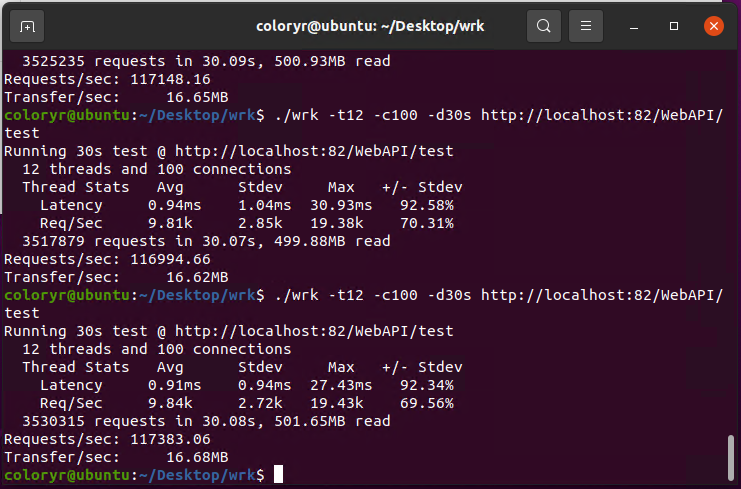 coloryr@ubuntu: ~/Desktop/wrk
3525235 requests in 30.09s, 500.93MB read
Requests/sec: 117148.16
Transfer/sec:     16.65MB
coloryr@ubuntu:~/Desktop/wrk$ ./wrk -t12 -c100 -d30s http://localhost:82/WebAPI/
test
Running 30s test @ http://localhost:82/WebAPI/test
  12 threads and 100 connections
  Thread Stats   Avg      Stdev     Max   +/- Stdev
    Latency     0.94ms    1.04ms  30.93ms   92.58%
    Req/Sec     9.81k     2.85k   19.38k    70.31%
  3517879 requests in 30.07s, 499.88MB read
Requests/sec: 116994.66
Transfer/sec:     16.62MB
coloryr@ubuntu:~/Desktop/wrk$ ./wrk -t12 -c100 -d30s http://localhost:82/WebAPI/
test
Running 30s test @ http://localhost:82/WebAPI/test
  12 threads and 100 connections
  Thread Stats   Avg      Stdev     Max   +/- Stdev
    Latency     0.91ms    0.94ms  27.43ms   92.34%
    Req/Sec     9.84k     2.72k   19.43k    69.56%
  3530315 requests in 30.08s, 501.65MB read
Requests/sec: 117383.06
Transfer/sec:     16.68MB
coloryr@ubuntu:~/Desktop/wrk$